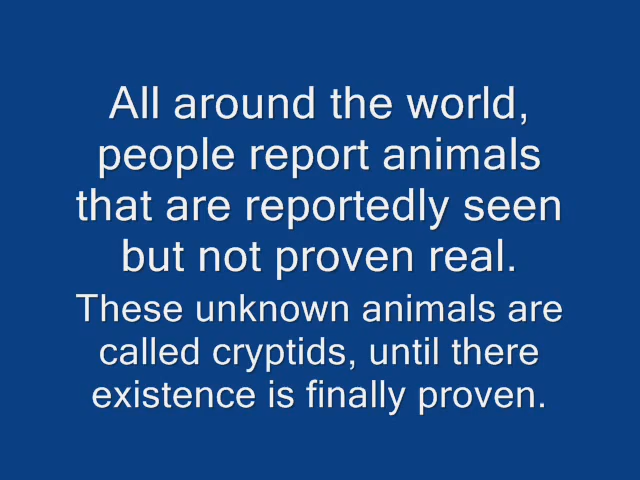 All around the world,
people report animals
that are reportedly seen
but not proven real.
These unknown animals are
called cryptids, until there
existence is finally proven.